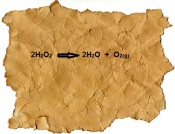 2H₂O₂ ⇌ 2H₂O + O₂₍g₎